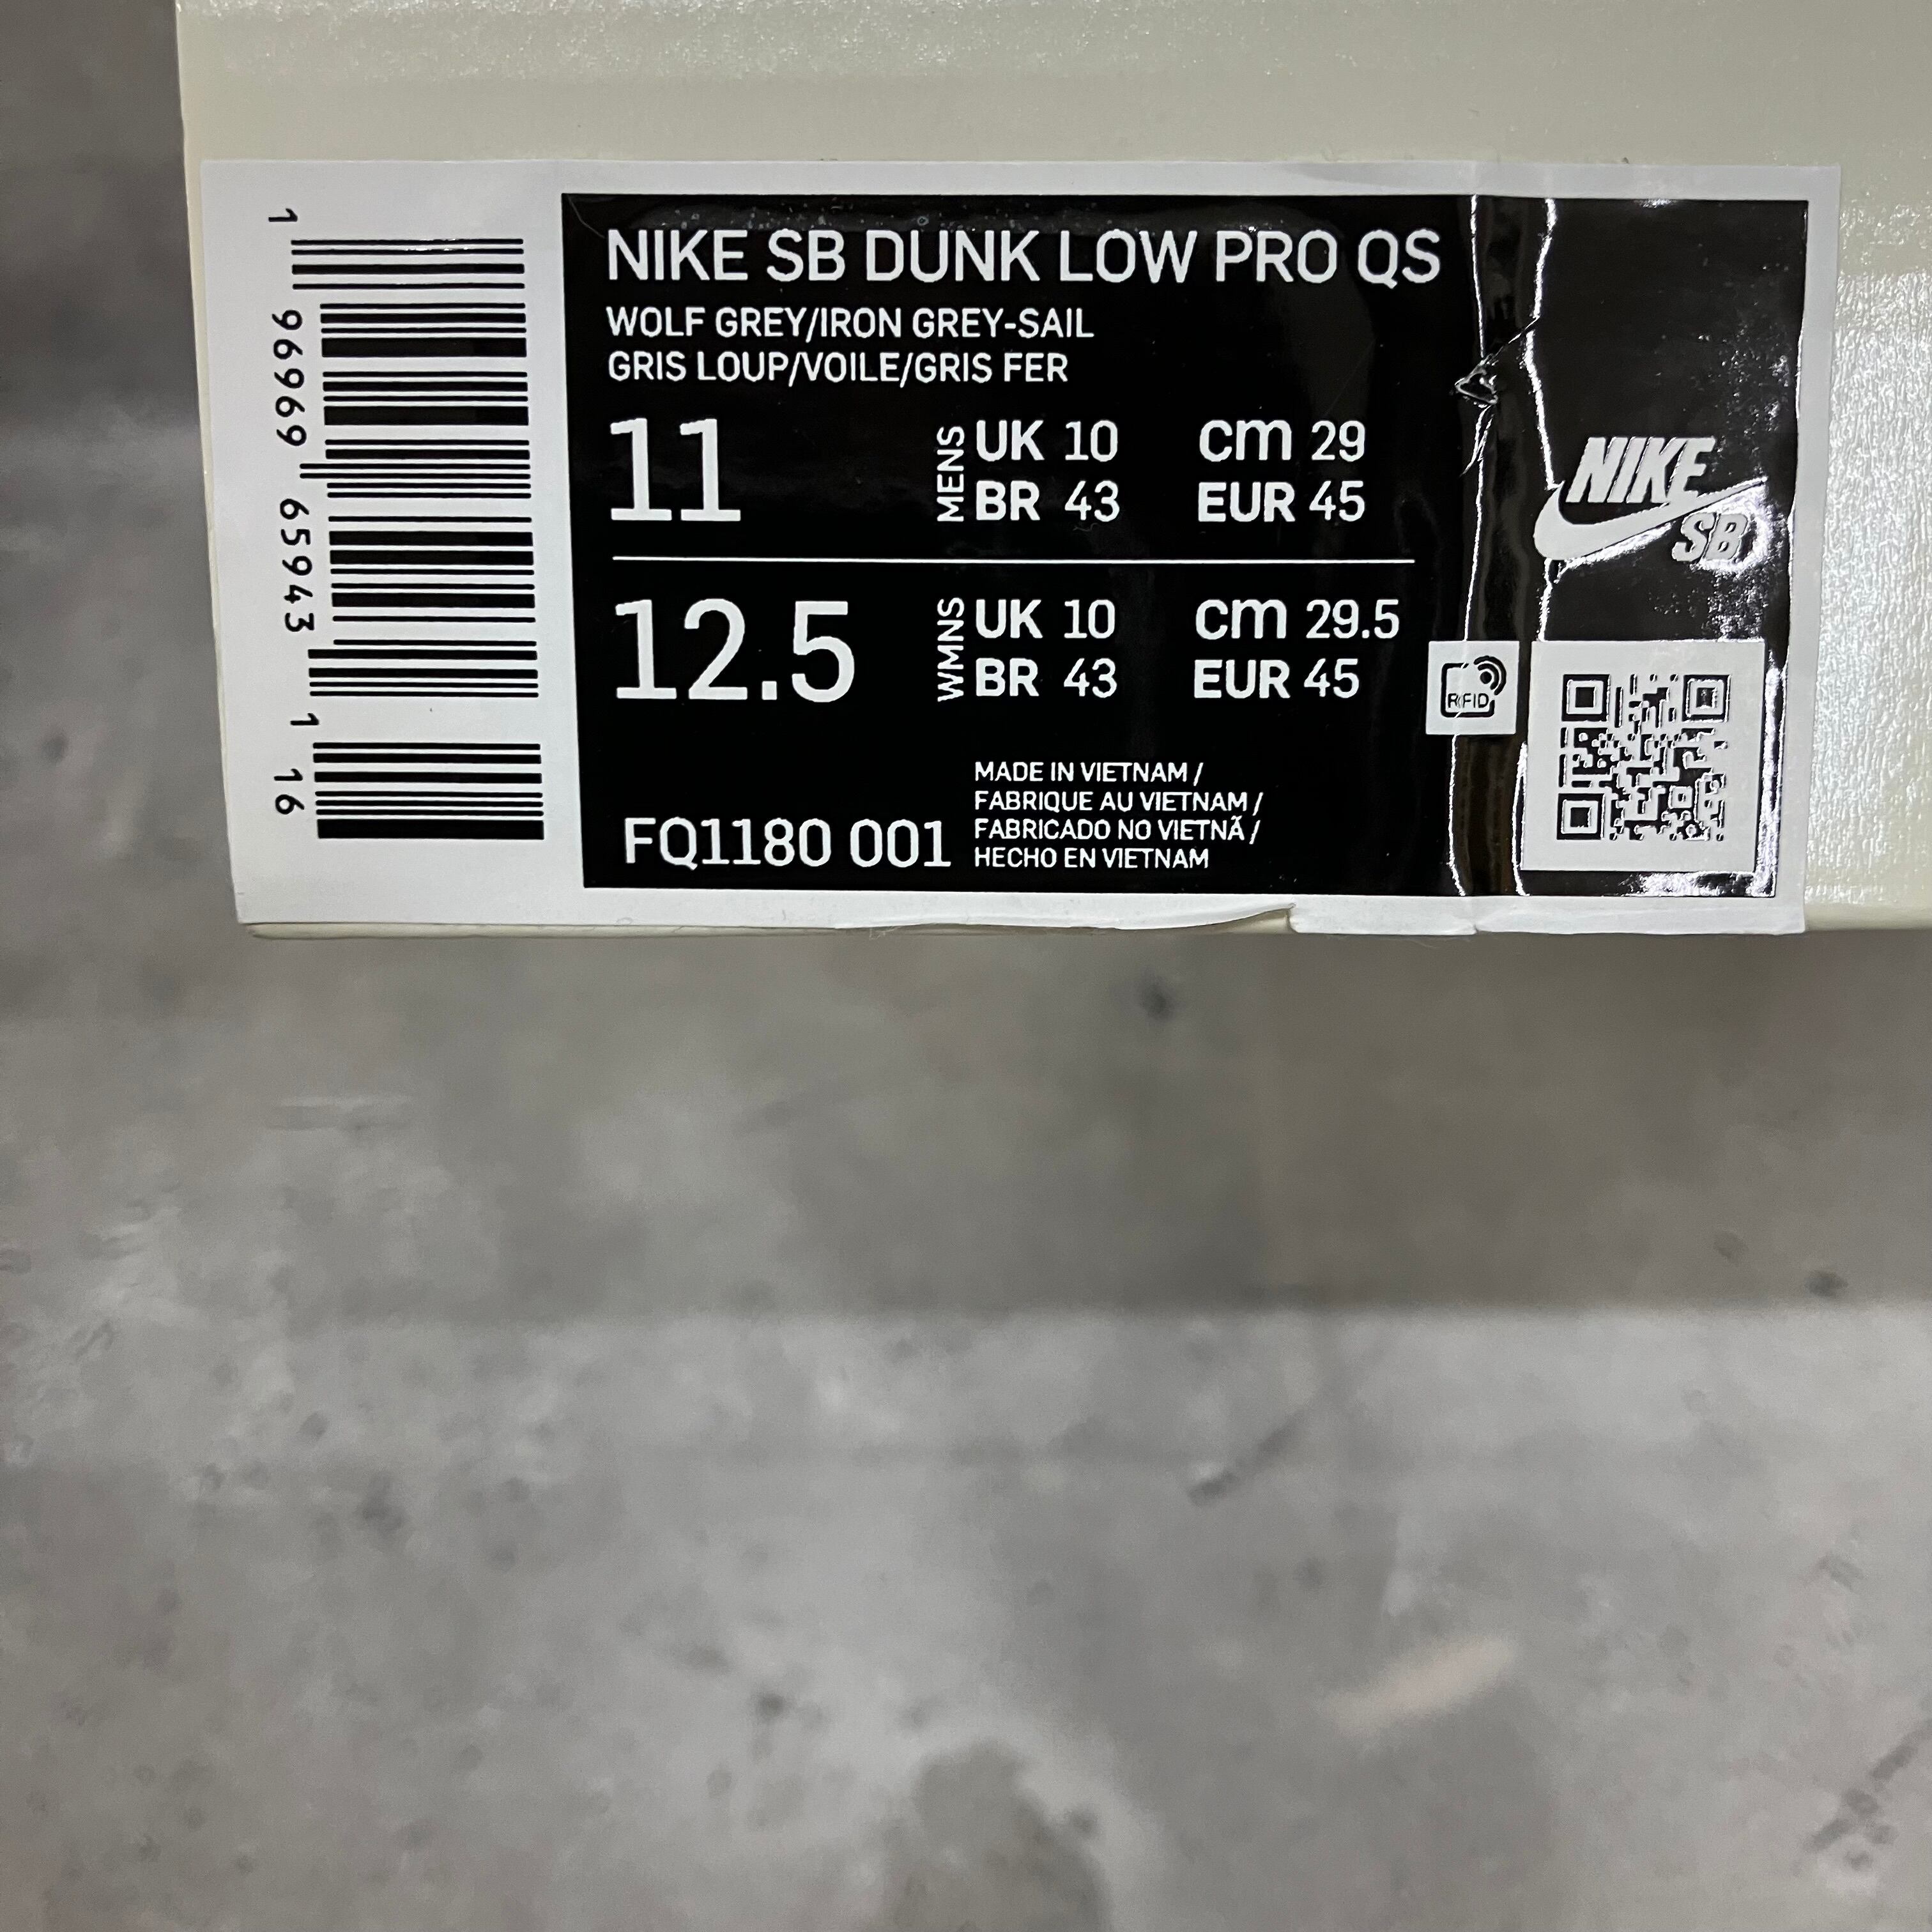 NIKE SB DUNK LOW PRO QS
WOLF GREY/IRON GREY-SAIL
GRIS LOUP/VOILE/GRIS FER
11
MENS
UK 10 CM 29
BR 43 EUR 45
12.5
WMNS
UK 10 CM 29.5
BR 43 EUR 45
FQ1180 001
MADE IN VIETNAM /
FABRIQUE AU VIETNAM /
FABRICADO NO VIETNÃ /
HECHO EN VIETNAM
NIKE
SB
RFID
1 96969 65943 1 16